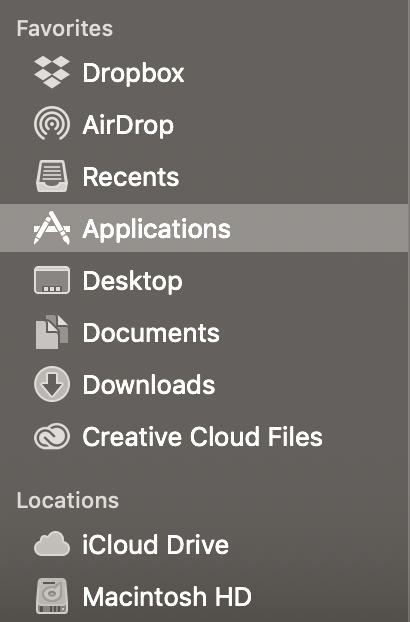 Favorites
Dropbox
AirDrop
Recents
Applications
Desktop
Documents
Downloads
Creative Cloud Files
Locations
iCloud Drive
Macintosh HD